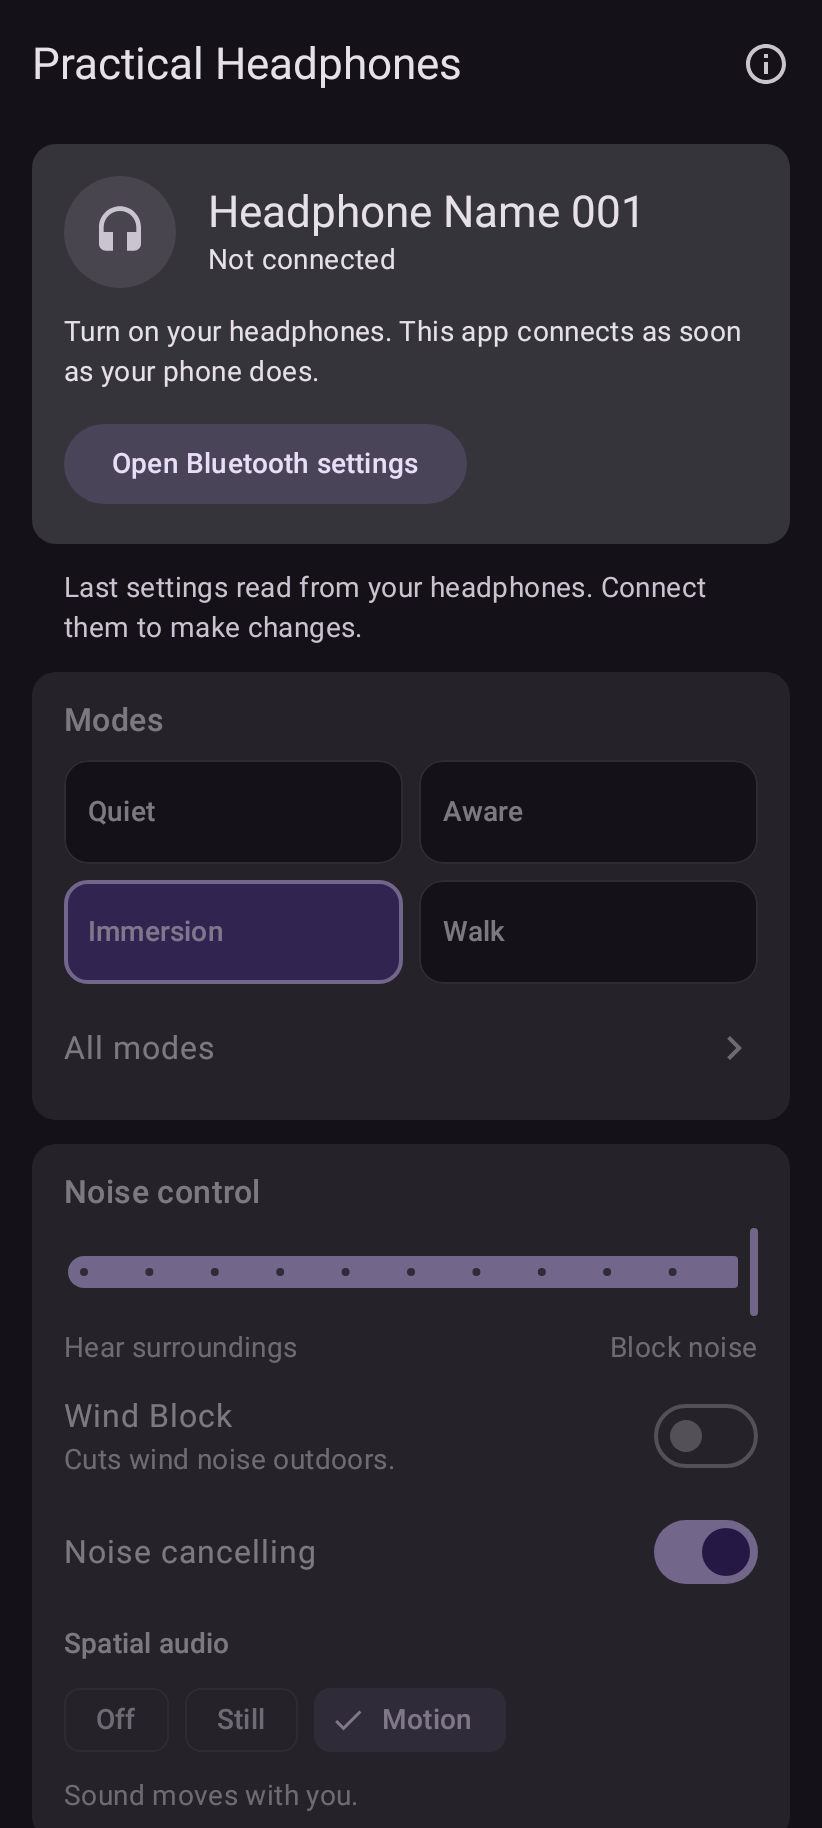 Practical Headphones
Headphone Name 001
Not connected
Turn on your headphones. This app connects as soon
as your phone does.
Open Bluetooth settings
Last settings read from your headphones. Connect
them to make changes.
Modes
Quiet
Aware
Immersion
Walk
All modes
Noise control
Hear surroundings
Block noise
Wind Block
Cuts wind noise outdoors.
Noise cancelling
Spatial audio
Off
Still
Motion
Sound moves with you.